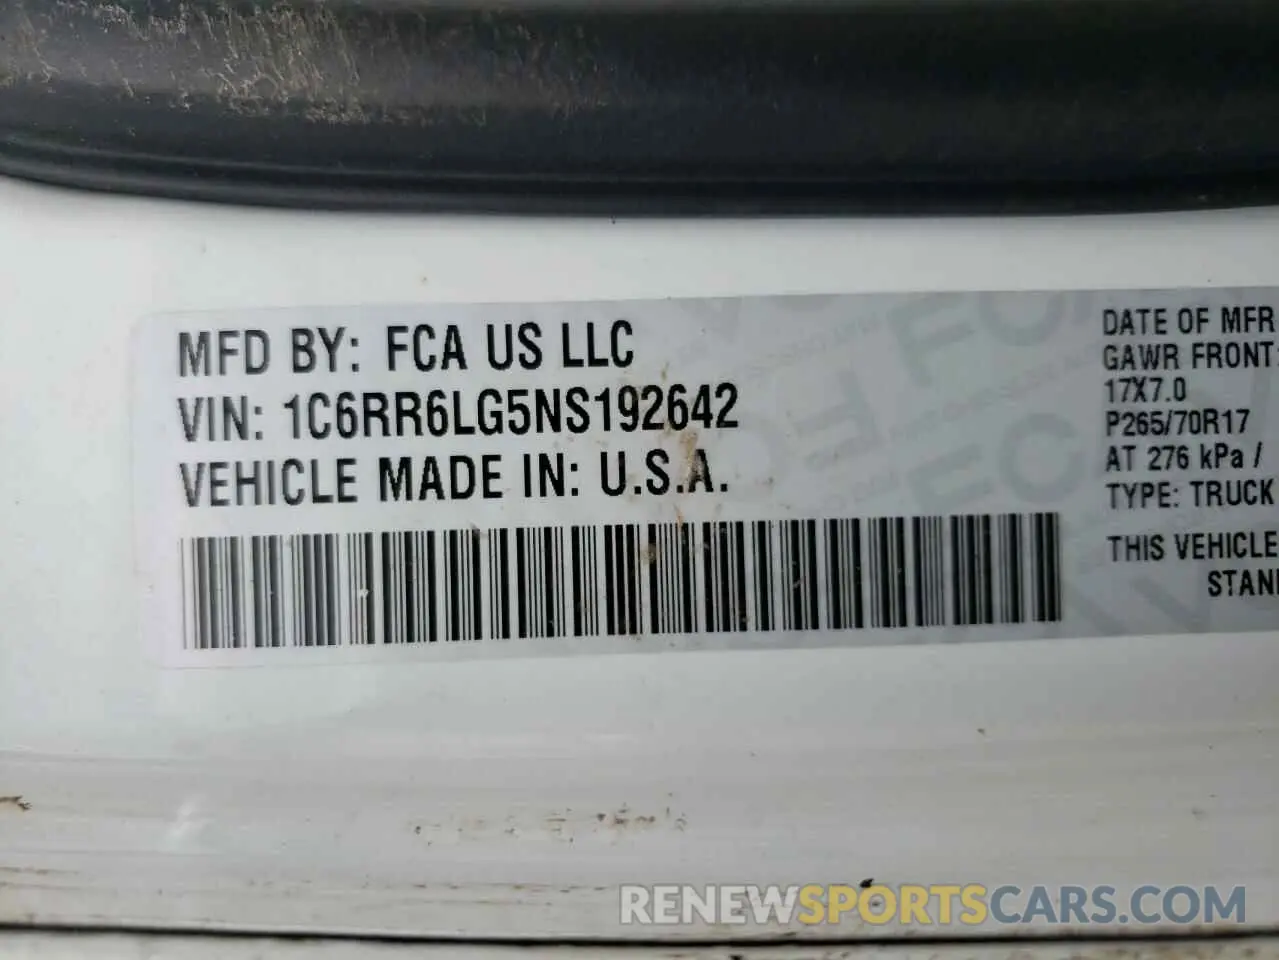 MFD BY: FCA US LLC
VIN: 1C6RR6LG5NS192642
VEHICLE MADE IN: U.S.A.
DATE OF MFR
GAWR FRONT:
17X7.0
P265/70R17
AT 276 kPa /
TYPE: TRUCK
THIS VEHICLE
STAN
RENEWSPORTSCARS.COM